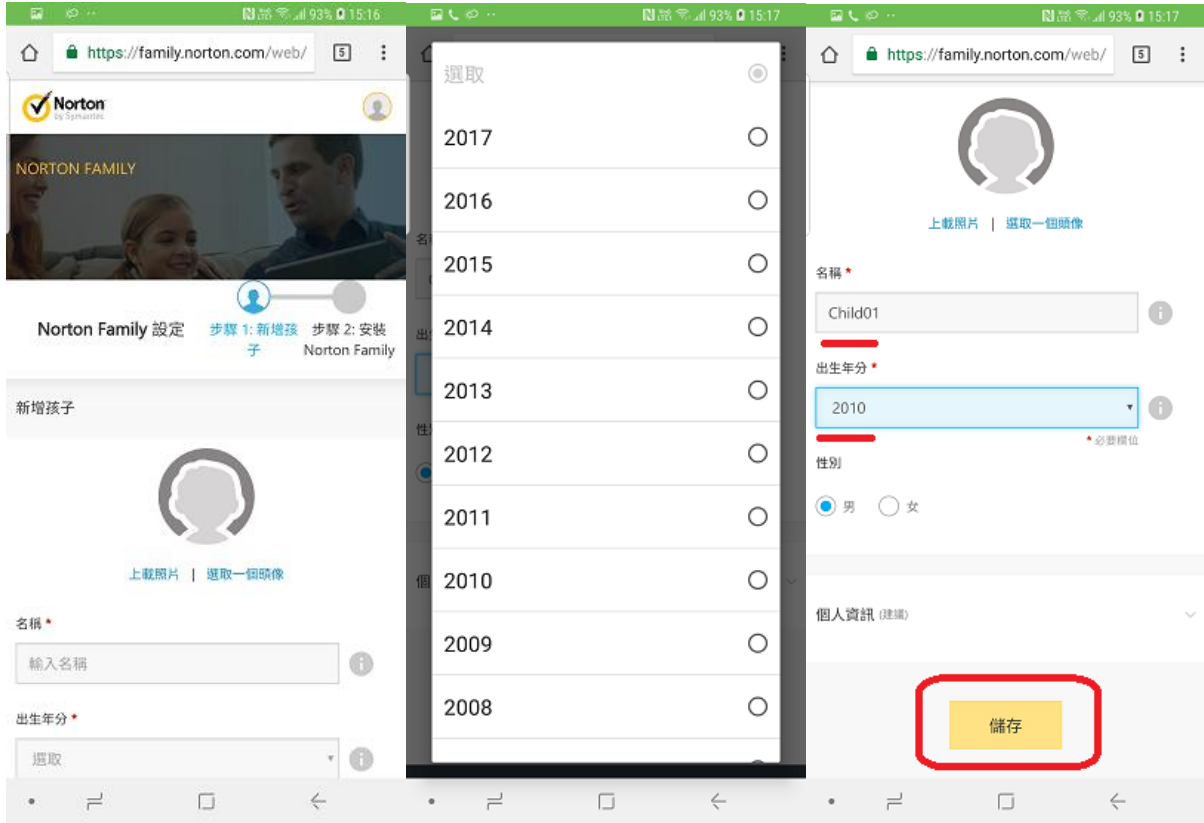 93% 15:16
https://family.norton.com/web/
5
Norton
by Symantec
NORTON FAMILY
Norton Family 設定
步驟 1: 新增孩
子
步驟 2: 安裝
Norton Family
新增孩子
上載照片 | 選取一個頭像
名稱 *
輸入名稱
出生年分 *
選取
93% 15:17
選取
2017
2016
2015
2014
2013
2012
2011
2010
2009
2008
93% 15:17
https://family.norton.com/web/
5
上載照片 | 選取一個頭像
名稱 *
Child01
出生年分 *
2010
* 必要欄位
性別
男 女
個人資訊 (建議)
儲存